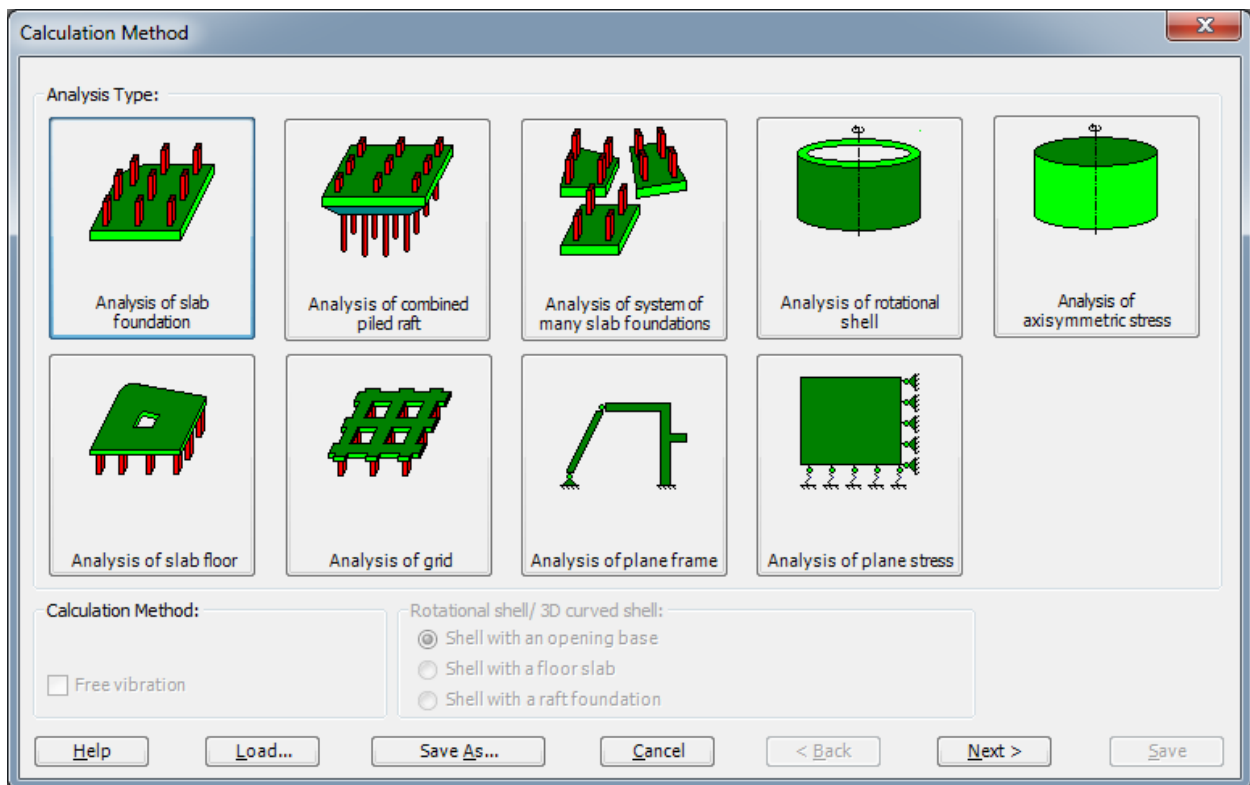 Calculation Method
Analysis Type:
Analysis of slab
foundation
Analysis of combined
piled raft
Analysis of system of
many slab foundations
Analysis of rotational
shell
Analysis of
axisymmetric stress
Analysis of slab floor
Analysis of grid
Analysis of plane frame
Analysis of plane stress
Calculation Method:
Free vibration
Rotational shell/ 3D curved shell:
Shell with an opening base
Shell with a floor slab
Shell with a raft foundation
Help
Load...
Save As...
Cancel
< Back
Next >
Save